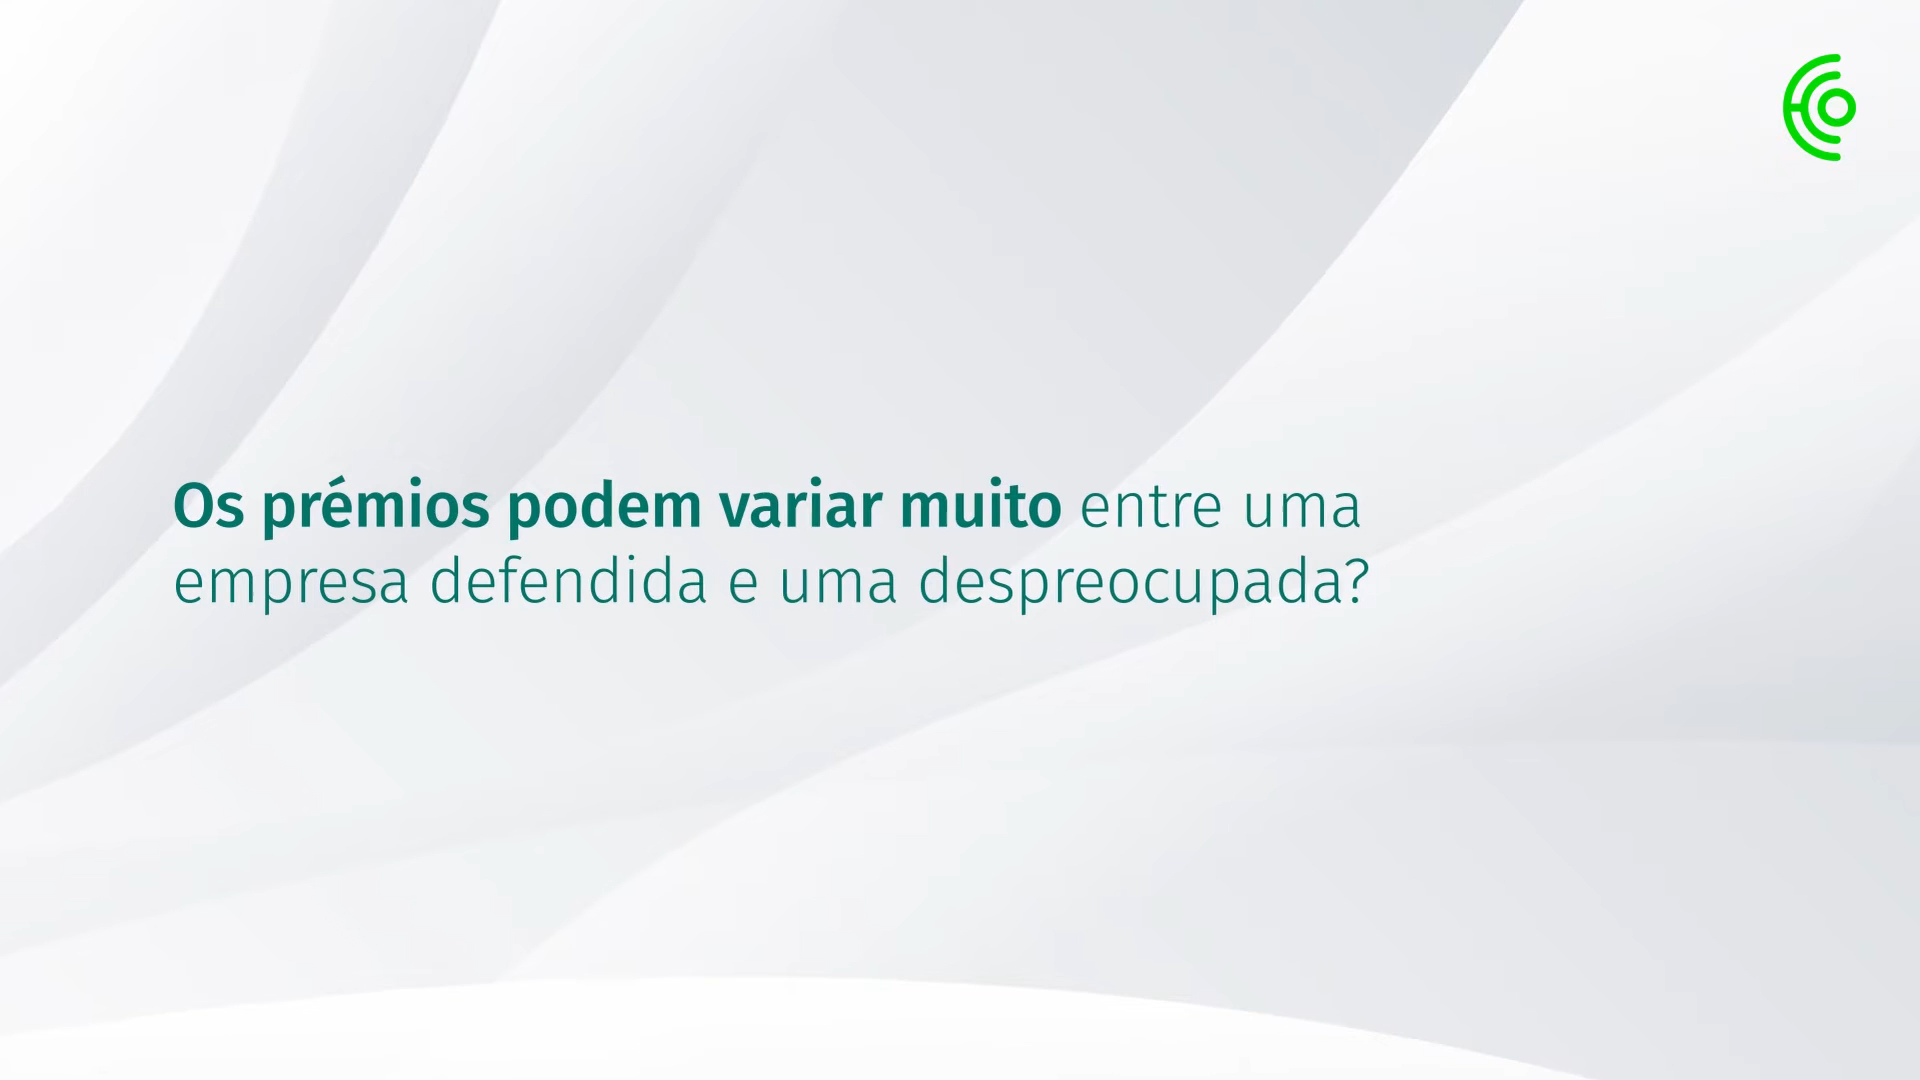 Os prémios podem variar muito entre uma
empresa defendida e uma despreocupada?